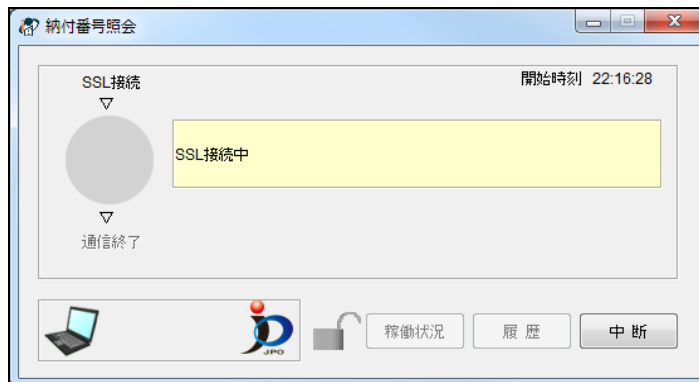 納付番号照会
SSL接続
開始時刻 22:16:28
▽
SSL接続中
▽
通信終了
JPO
稼働状況
履 歴
中 断